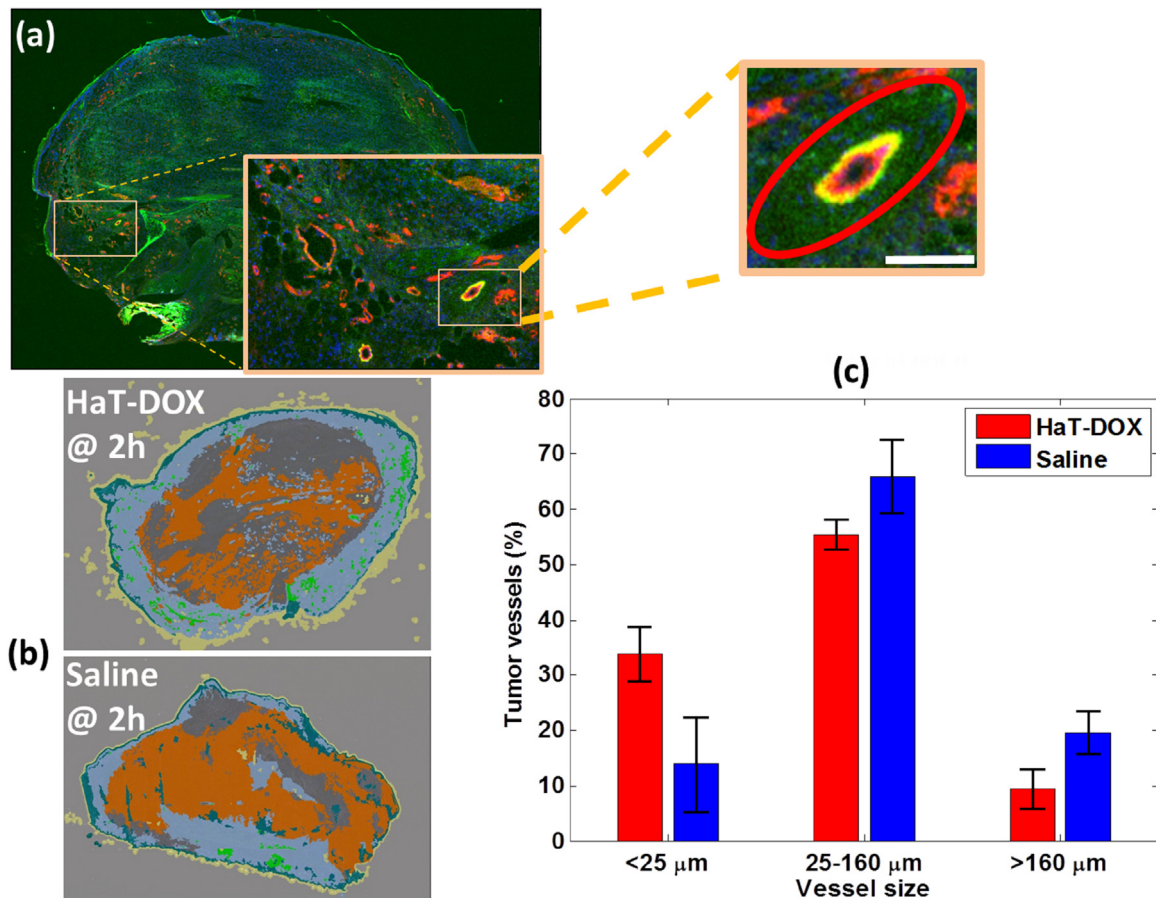 (a)
HaT-DOX
@ 2h
(b)
Saline
@ 2h
(c)
HaT-DOX
Saline
Tumor vessels (%)
80
70
60
50
40
30
20
10
0
<25 μm
25-160 μm
>160 μm
Vessel size